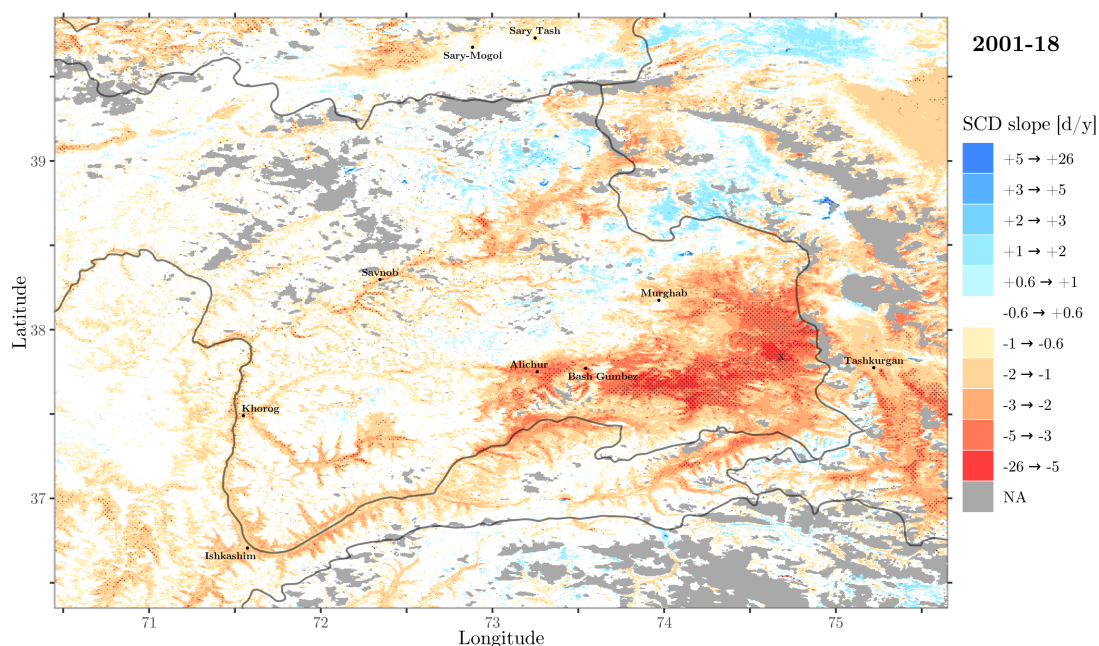 2001-18
Sary Tash
Sary-Mogol
SCD slope [d/y]
+5 → +26
+3 → +5
+2 → +3
+1 → +2
+0.6 → +1
-0.6 → +0.6
-1 → -0.6
-2 → -1
-3 → -2
-5 → -3
-26 → -5
NA
39
38
37
Latitude
Savnob
Murghab
x
Alichur
Bash Gumbez
Tashkurgan
Khorog
Ishkashim
71
72
73
74
75
Longitude